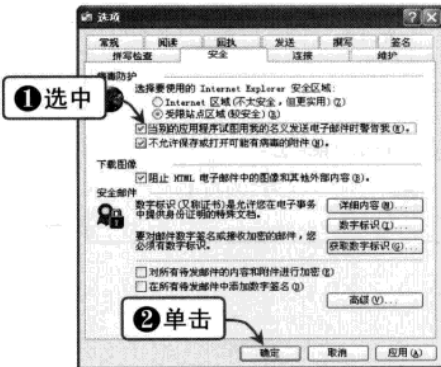 选项
常规 阅读 回执 发送 撰写 签名
拼写检查 安全 连接 维护
病毒防护
选择要使用的 Internet Explorer 安全区域:
Internet 区域(不太安全，但更实用)(Z)
受限站点区域(较安全)(R)
❶选中
当别的应用程序试图用我的名义发送电子邮件时警告我(W)。
不允许保存或打开可能有病毒的附件(N)。
下载图像
阻止 HTML 电子邮件中的图像和其他外部内容(B)。
安全邮件
数字标识(又称证书)是允许您在电子事务中提供身份证明的特殊文档。
详细内容(M)...
数字标识(I)...
要对邮件数字签名或接收加密的邮件，您必须有数字标识。
获取数字标识(G)...
对所有待发邮件的内容和附件进行加密(E)
在所有待发邮件中添加数字签名(D)
高级(V)...
❷单击
确定 取消 应用(A)